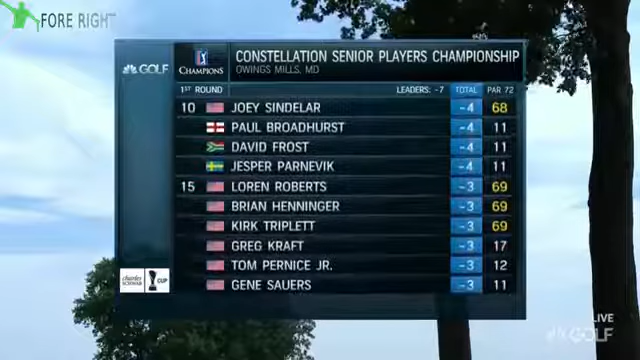 FORE RIGHT
GOLF
CHAMPIONS
CONSTELLATION SENIOR PLAYERS CHAMPIONSHIP
OWINGS MILLS, MD
1ST ROUND LEADERS: -7 TOTAL PAR 72
10 JOEY SINDELAR -4 68
PAUL BROADHURST -4 11
DAVID FROST -4 11
JESPER PARNEVIK -4 11
15 LOREN ROBERTS -3 69
BRIAN HENNINGER -3 69
KIRK TRIPLETT -3 69
GREG KRAFT -3 17
TOM PERNICE JR. -3 12
GENE SAUERS -3 11
charles SCHWAB CUP
LIVE
GOLF